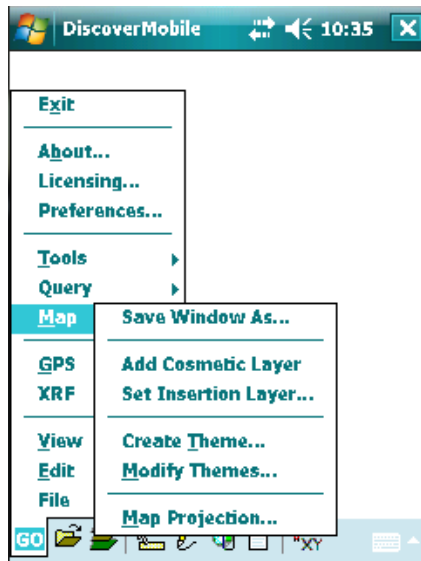 DiscoverMobile 10:35
Exit
About...
Licensing...
Preferences...
Tools
Query
Map
Save Window As...
GPS
Add Cosmetic Layer
XRF
Set Insertion Layer...
View
Create Theme...
Edit
Modify Themes...
File
Map Projection...
GO
XY